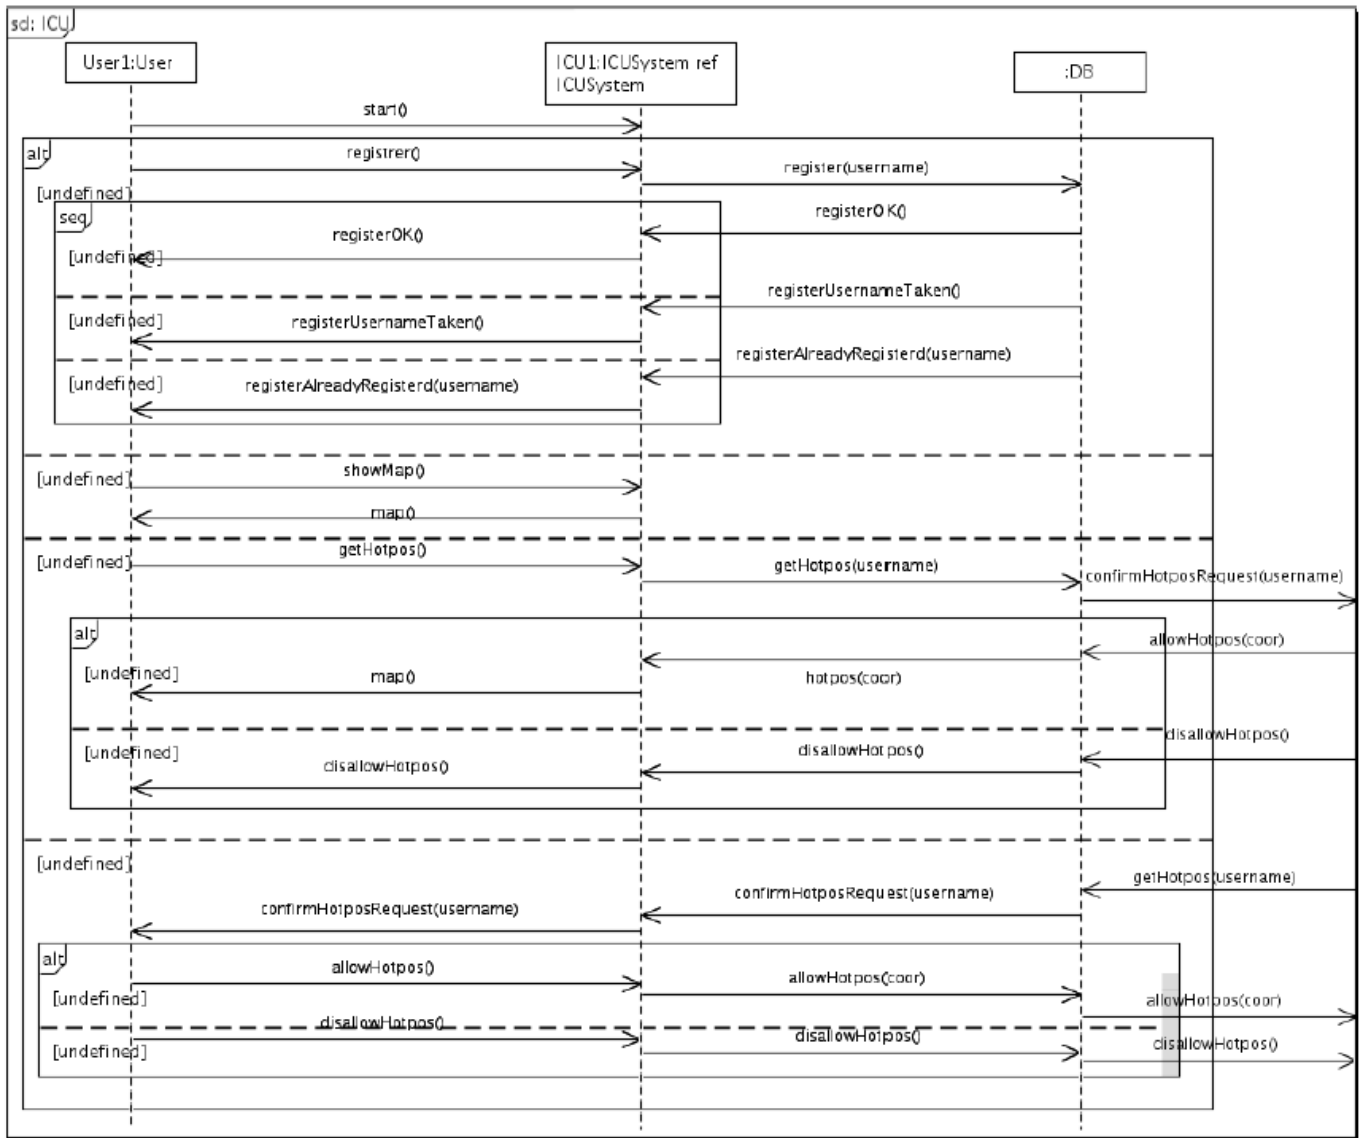 sd: ICU
User1:User
ICU1:ICUSystem ref
ICUSystem
:DB
start()
alt
registrer()
register(username)
[undefined]
seq
registerOK()
registerOK()
[undefined]
registerUsernameTaken()
[undefined]
registerUsernameTaken()
registerAlreadyRegisterd(username)
[undefined]
registerAlreadyRegisterd(username)
showMap()
[undefined]
map()
getHotpos()
[undefined]
getHotpos(username)
confirmHotposRequest(username)
alt
allowHotpos(coor)
[undefined]
map()
hotpos(coor)
disallowHotpos()
[undefined]
disallowHotpos()
disallowHotpos()
[undefined]
getHotpos(username)
confirmHotposRequest(username)
confirmHotposRequest(username)
alt
allowHotpos()
allowHotpos(coor)
[undefined]
allowHotpos(coor)
disallowHotpos()
disallowHotpos()
disallowHotpos()
[undefined]